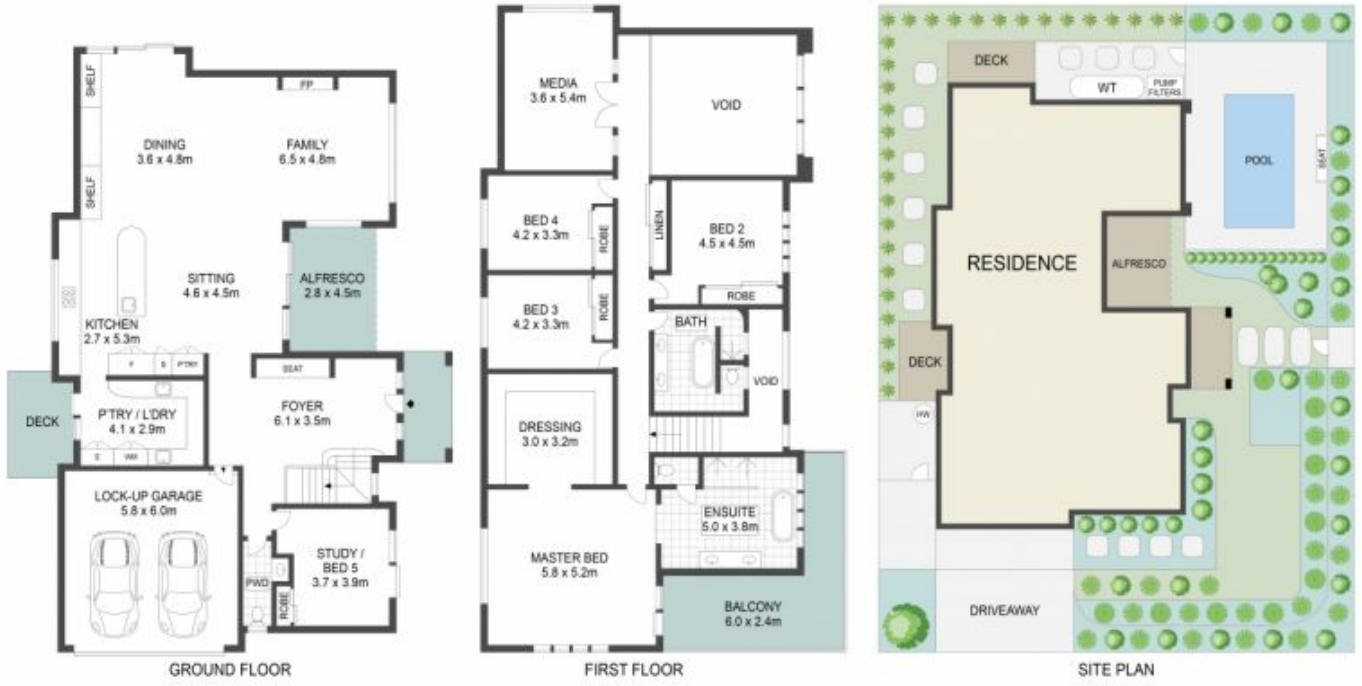 SHELF
FP
DINING
3.6 x 4.8m
FAMILY
6.5 x 4.8m
SHELF
SITTING
4.6 x 4.5m
ALFRESCO
2.8 x 4.5m
KITCHEN
2.7 x 5.3m
F
S
P'TRY
SEAT
DECK
P'TRY / L'DRY
4.1 x 2.9m
FOYER
6.1 x 3.5m
S
WM
LOCK-UP GARAGE
5.8 x 6.0m
STUDY /
BED 5
3.7 x 3.9m
PWD
ROBE
GROUND FLOOR
MEDIA
3.6 x 5.4m
VOID
BED 4
4.2 x 3.3m
ROBE
LINEN
BED 2
4.5 x 4.5m
ROBE
BED 3
4.2 x 3.3m
ROBE
BATH
VOID
DRESSING
3.0 x 3.2m
ENSUITE
5.0 x 3.8m
MASTER BED
5.8 x 5.2m
BALCONY
6.0 x 2.4m
FIRST FLOOR
DECK
WT
PUMP
FILTERS
POOL
SEAT
RESIDENCE
ALFRESCO
DECK
HW
DRIVEAWAY
SITE PLAN